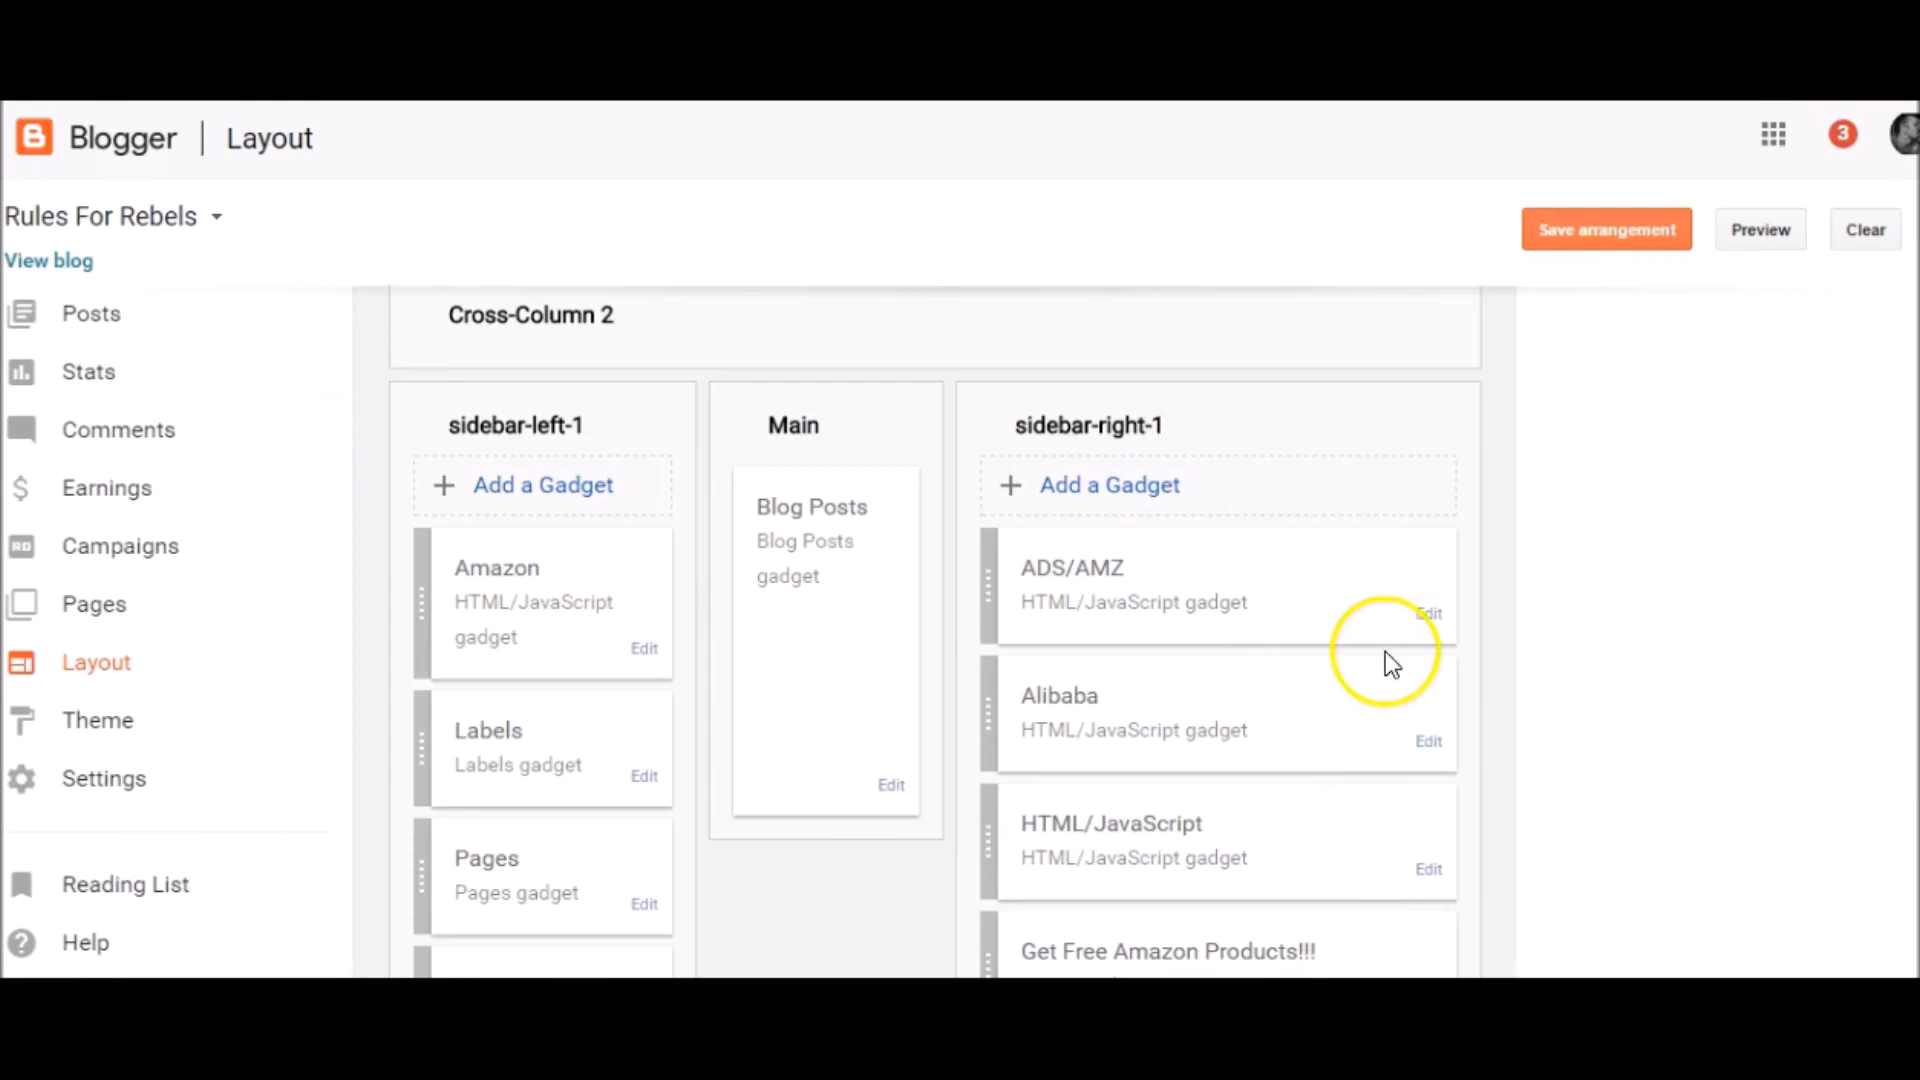 Blogger | Layout
3
Rules For Rebels
Save arrangement
Preview
Clear
View blog
Posts
Stats
Comments
Earnings
Campaigns
Pages
Layout
Theme
Settings
Reading List
Help
Cross-Column 2
sidebar-left-1
+ Add a Gadget
Amazon
HTML/JavaScript
gadget
Edit
Labels
Labels gadget
Edit
Pages
Pages gadget
Edit
Main
Blog Posts
Blog Posts
gadget
Edit
sidebar-right-1
+ Add a Gadget
ADS/AMZ
HTML/JavaScript gadget
Edit
Alibaba
HTML/JavaScript gadget
Edit
HTML/JavaScript
HTML/JavaScript gadget
Edit
Get Free Amazon Products!!!